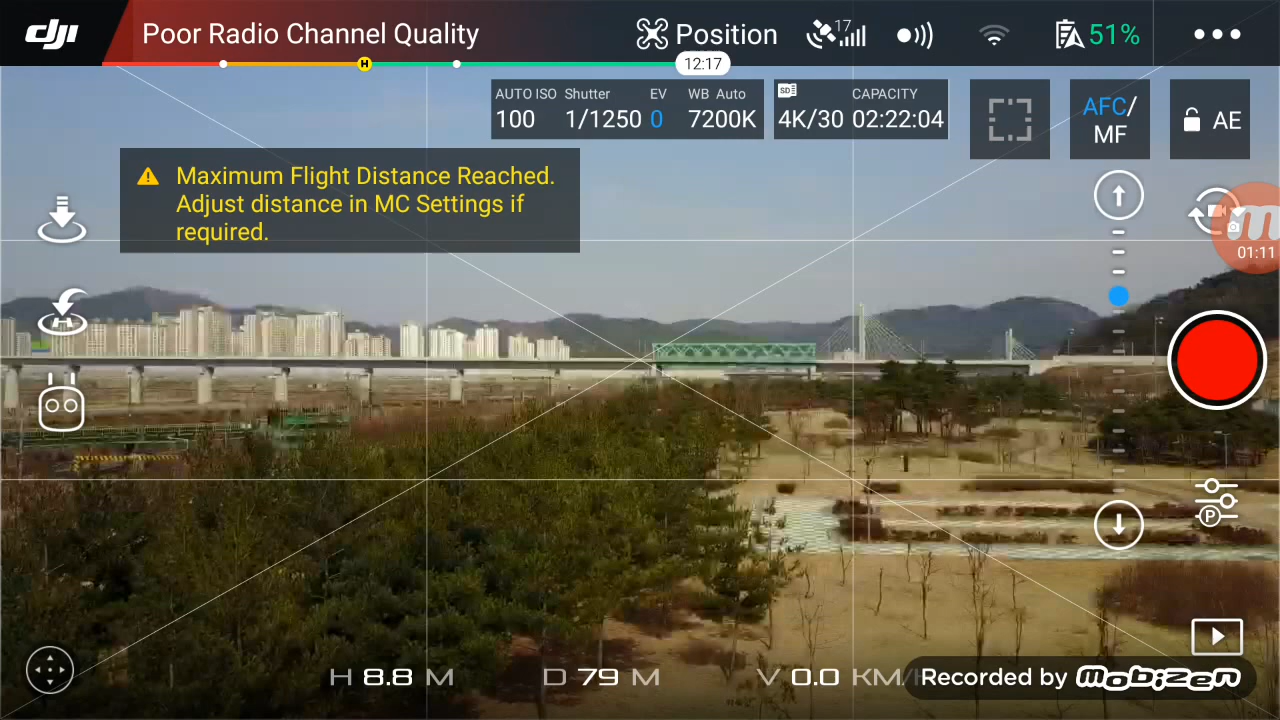 dji
Poor Radio Channel Quality
Position
17
51%
H
12:17
AUTO ISO Shutter EV WB Auto
100 1/1250 0 7200K
SD
CAPACITY
4K/30 02:22:04
AFC/
MF
AE
Maximum Flight Distance Reached.
Adjust distance in MC Settings if
required.
01:11
P
H 8.8 M D 79 M V 0.0 KM/H
Recorded by Mobizen